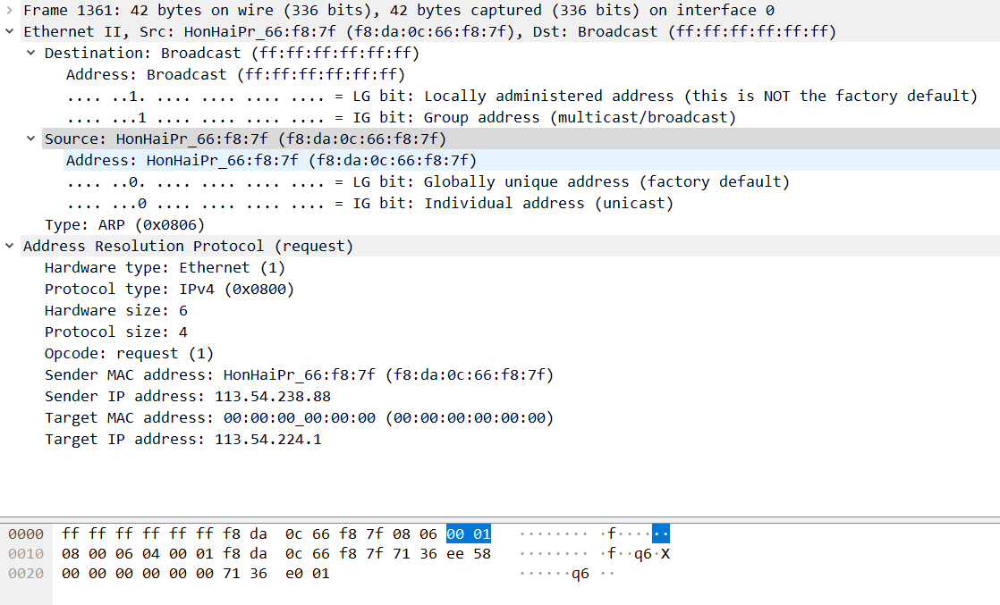 Frame 1361: 42 bytes on wire (336 bits), 42 bytes captured (336 bits) on interface 0
Ethernet II, Src: HonHaiPr_66:f8:7f (f8:da:0c:66:f8:7f), Dst: Broadcast (ff:ff:ff:ff:ff:ff)
Destination: Broadcast (ff:ff:ff:ff:ff:ff)
Address: Broadcast (ff:ff:ff:ff:ff:ff)
.... ..1. .... .... .... .... = LG bit: Locally administered address (this is NOT the factory default)
.... ...1 .... .... .... .... = IG bit: Group address (multicast/broadcast)
Source: HonHaiPr_66:f8:7f (f8:da:0c:66:f8:7f)
Address: HonHaiPr_66:f8:7f (f8:da:0c:66:f8:7f)
.... ..0. .... .... .... .... = LG bit: Globally unique address (factory default)
.... ...0 .... .... .... .... = IG bit: Individual address (unicast)
Type: ARP (0x0806)
Address Resolution Protocol (request)
Hardware type: Ethernet (1)
Protocol type: IPv4 (0x0800)
Hardware size: 6
Protocol size: 4
Opcode: request (1)
Sender MAC address: HonHaiPr_66:f8:7f (f8:da:0c:66:f8:7f)
Sender IP address: 113.54.238.88
Target MAC address: 00:00:00_00:00:00 (00:00:00:00:00:00)
Target IP address: 113.54.224.1
0000 ff ff ff ff ff ff f8 da 0c 66 f8 7f 08 06 00 01 ········ ·f······
0010 08 00 06 04 00 01 f8 da 0c 66 f8 7f 71 36 ee 58 ········ ·f··q6·X
0020 00 00 00 00 00 00 71 36 e0 01 ······q6 ··